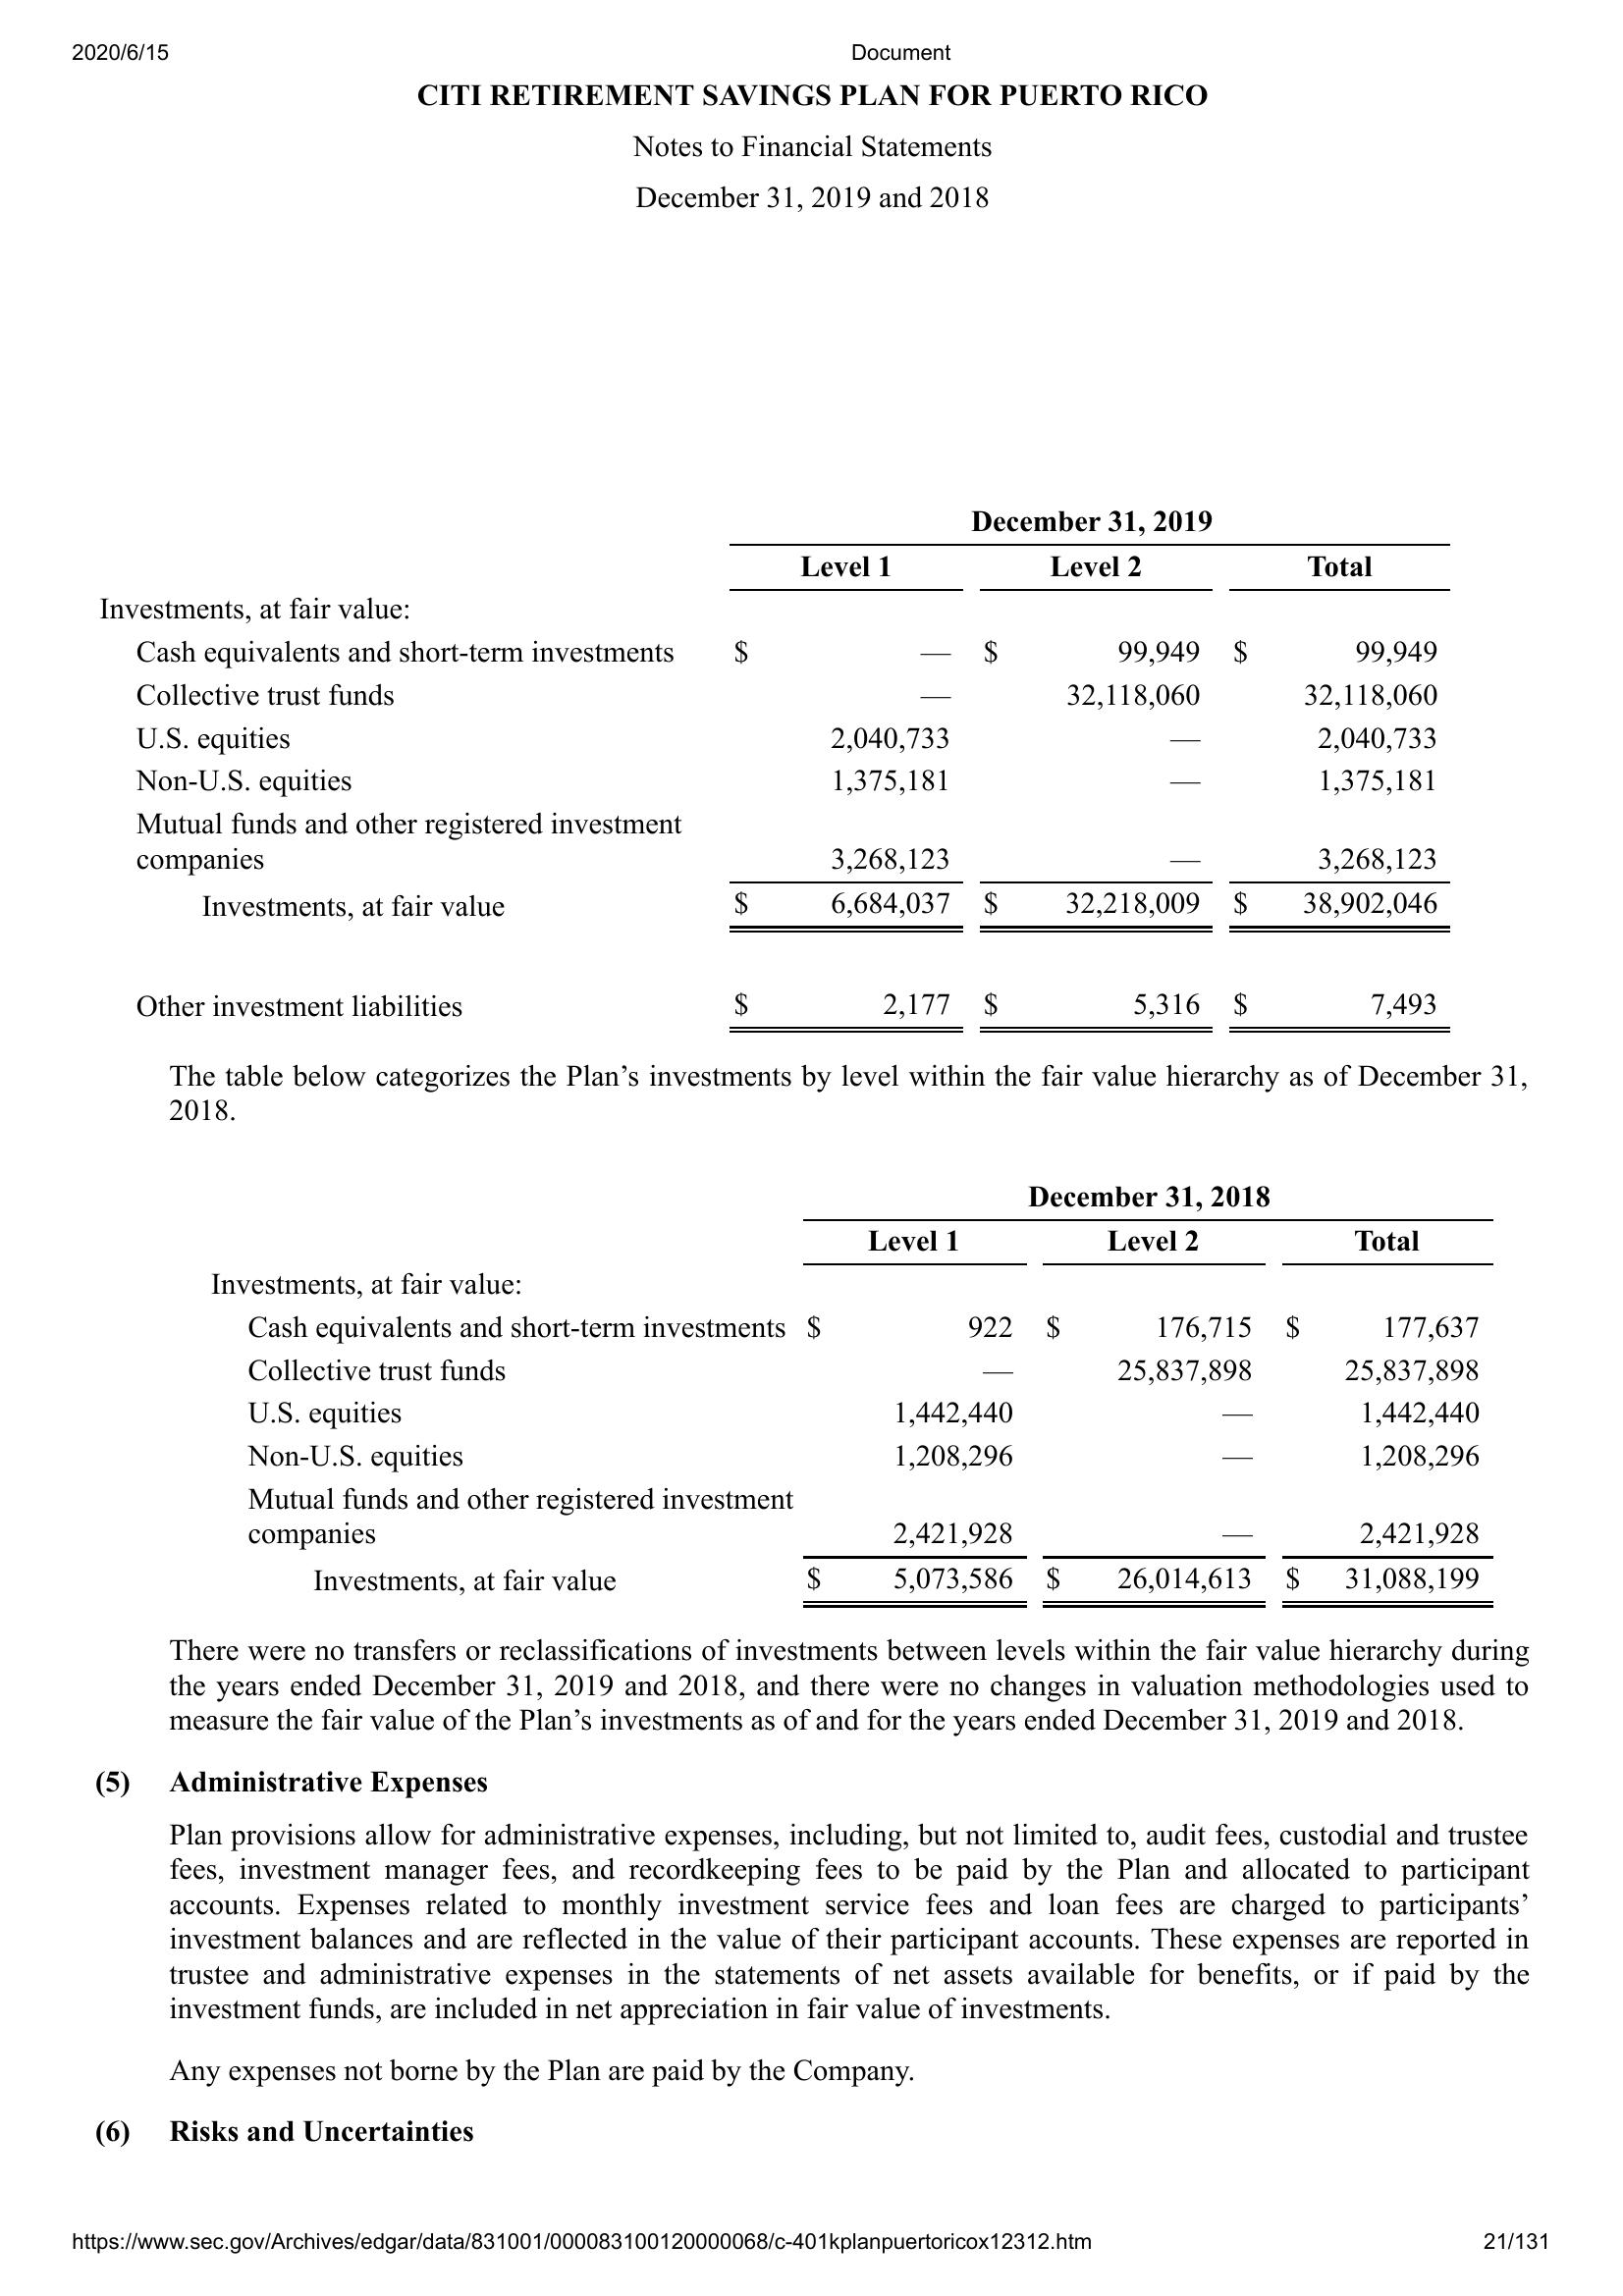 2020/6/15 Document
CITI RETIREMENT SAVINGS PLAN FOR PUERTO RICO
Notes to Financial Statements
December 31, 2019 and 2018
December 31, 2019
Level 1 Level 2 Total
Investments, at fair value:
Cash equivalents and short-term investments $ — $ 99,949 $ 99,949
Collective trust funds — 32,118,060 32,118,060
U.S. equities 2,040,733 — 2,040,733
Non-U.S. equities 1,375,181 — 1,375,181
Mutual funds and other registered investment
companies 3,268,123 — 3,268,123
Investments, at fair value $ 6,684,037 $ 32,218,009 $ 38,902,046
Other investment liabilities $ 2,177 $ 5,316 $ 7,493
The table below categorizes the Plan’s investments by level within the fair value hierarchy as of December 31,
2018.
December 31, 2018
Level 1 Level 2 Total
Investments, at fair value:
Cash equivalents and short-term investments $ 922 $ 176,715 $ 177,637
Collective trust funds — 25,837,898 25,837,898
U.S. equities 1,442,440 — 1,442,440
Non-U.S. equities 1,208,296 — 1,208,296
Mutual funds and other registered investment
companies 2,421,928 — 2,421,928
Investments, at fair value $ 5,073,586 $ 26,014,613 $ 31,088,199
There were no transfers or reclassifications of investments between levels within the fair value hierarchy during
the years ended December 31, 2019 and 2018, and there were no changes in valuation methodologies used to
measure the fair value of the Plan’s investments as of and for the years ended December 31, 2019 and 2018.
(5) Administrative Expenses
Plan provisions allow for administrative expenses, including, but not limited to, audit fees, custodial and trustee
fees, investment manager fees, and recordkeeping fees to be paid by the Plan and allocated to participant
accounts. Expenses related to monthly investment service fees and loan fees are charged to participants’
investment balances and are reflected in the value of their participant accounts. These expenses are reported in
trustee and administrative expenses in the statements of net assets available for benefits, or if paid by the
investment funds, are included in net appreciation in fair value of investments.
Any expenses not borne by the Plan are paid by the Company.
(6) Risks and Uncertainties
https://www.sec.gov/Archives/edgar/data/831001/000083100120000068/c-401kplanpuertoricox12312.htm 21/131